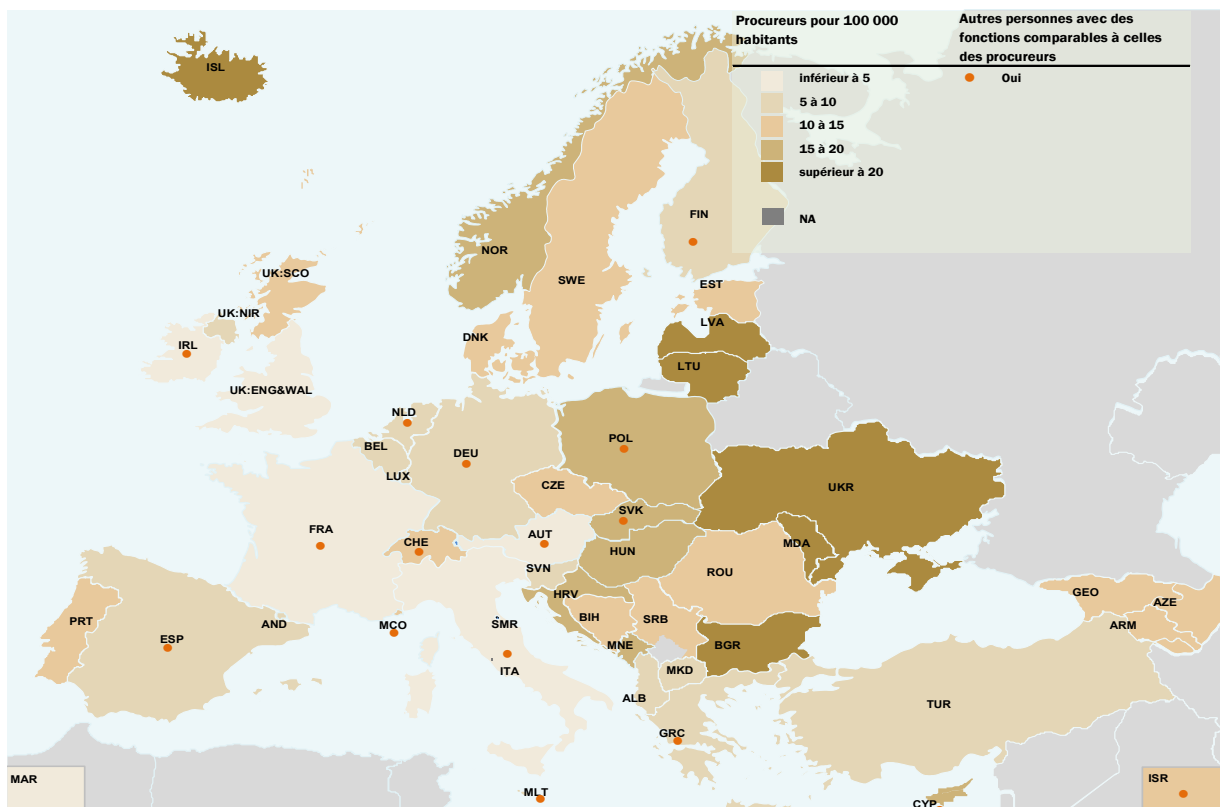 Procureurs pour 100 000
habitants
Autres personnes avec des
fonctions comparables à celles
des procureurs
inférieur à 5
Oui
5 à 10
10 à 15
15 à 20
supérieur à 20
NA
ISL
FIN
NOR
UK:SCO
SWE
EST
UK:NIR
LVA
DNK
IRL
LTU
UK:ENG&WAL
NLD
POL
BEL
DEU
LUX
CZE
UKR
SVK
FRA
CHE
AUT
MDA
HUN
SVN
ROU
HRV
GEO
AZE
PRT
BIH
SRB
AND
MCO
SMR
ARM
ESP
MNE
BGR
ITA
MKD
ALB
TUR
GRC
MAR
ISR
MLT
CYP